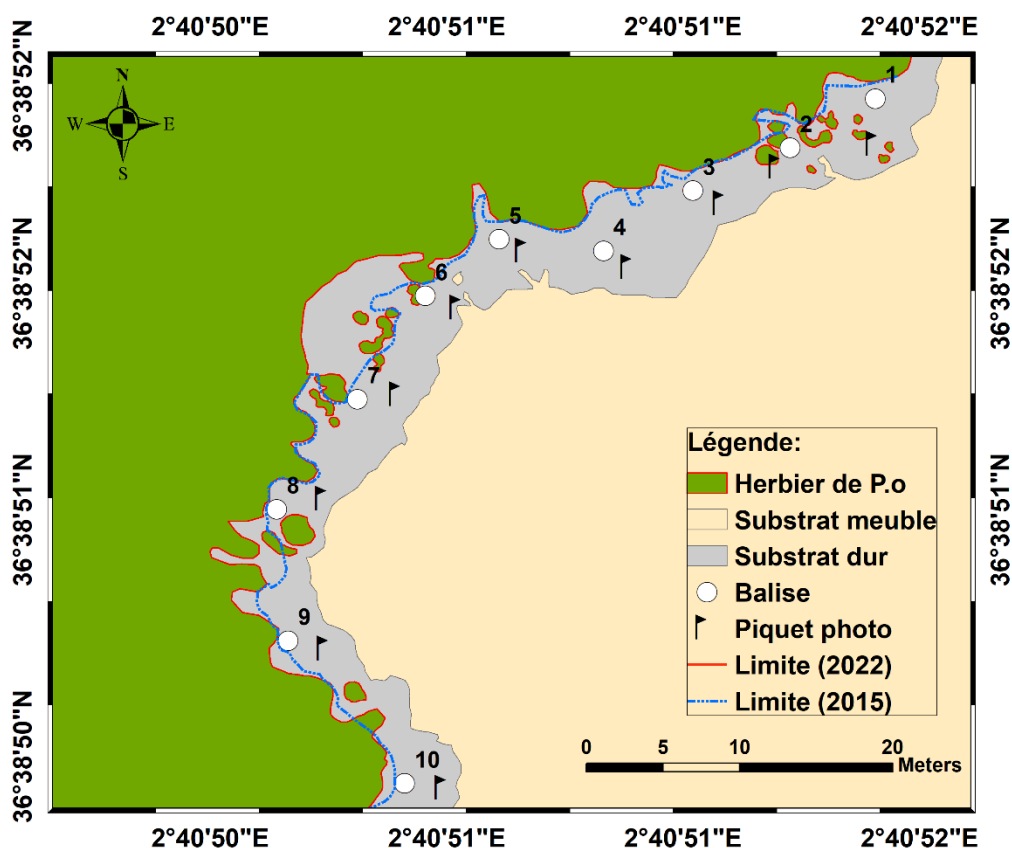 2°40'50"E 2°40'51"E 2°40'51"E 2°40'52"E
36°38'52"N 36°38'52"N
N
W E
S
1
2
3
4
5
6
7
8
9
10
36°38'52"N 36°38'52"N
36°38'51"N 36°38'51"N
36°38'50"N 36°38'50"N
Légende:
Herbier de P.o
Substrat meuble
Substrat dur
Balise
Piquet photo
Limite (2022)
Limite (2015)
0 5 10 20
Meters
2°40'50"E 2°40'51"E 2°40'51"E 2°40'52"E